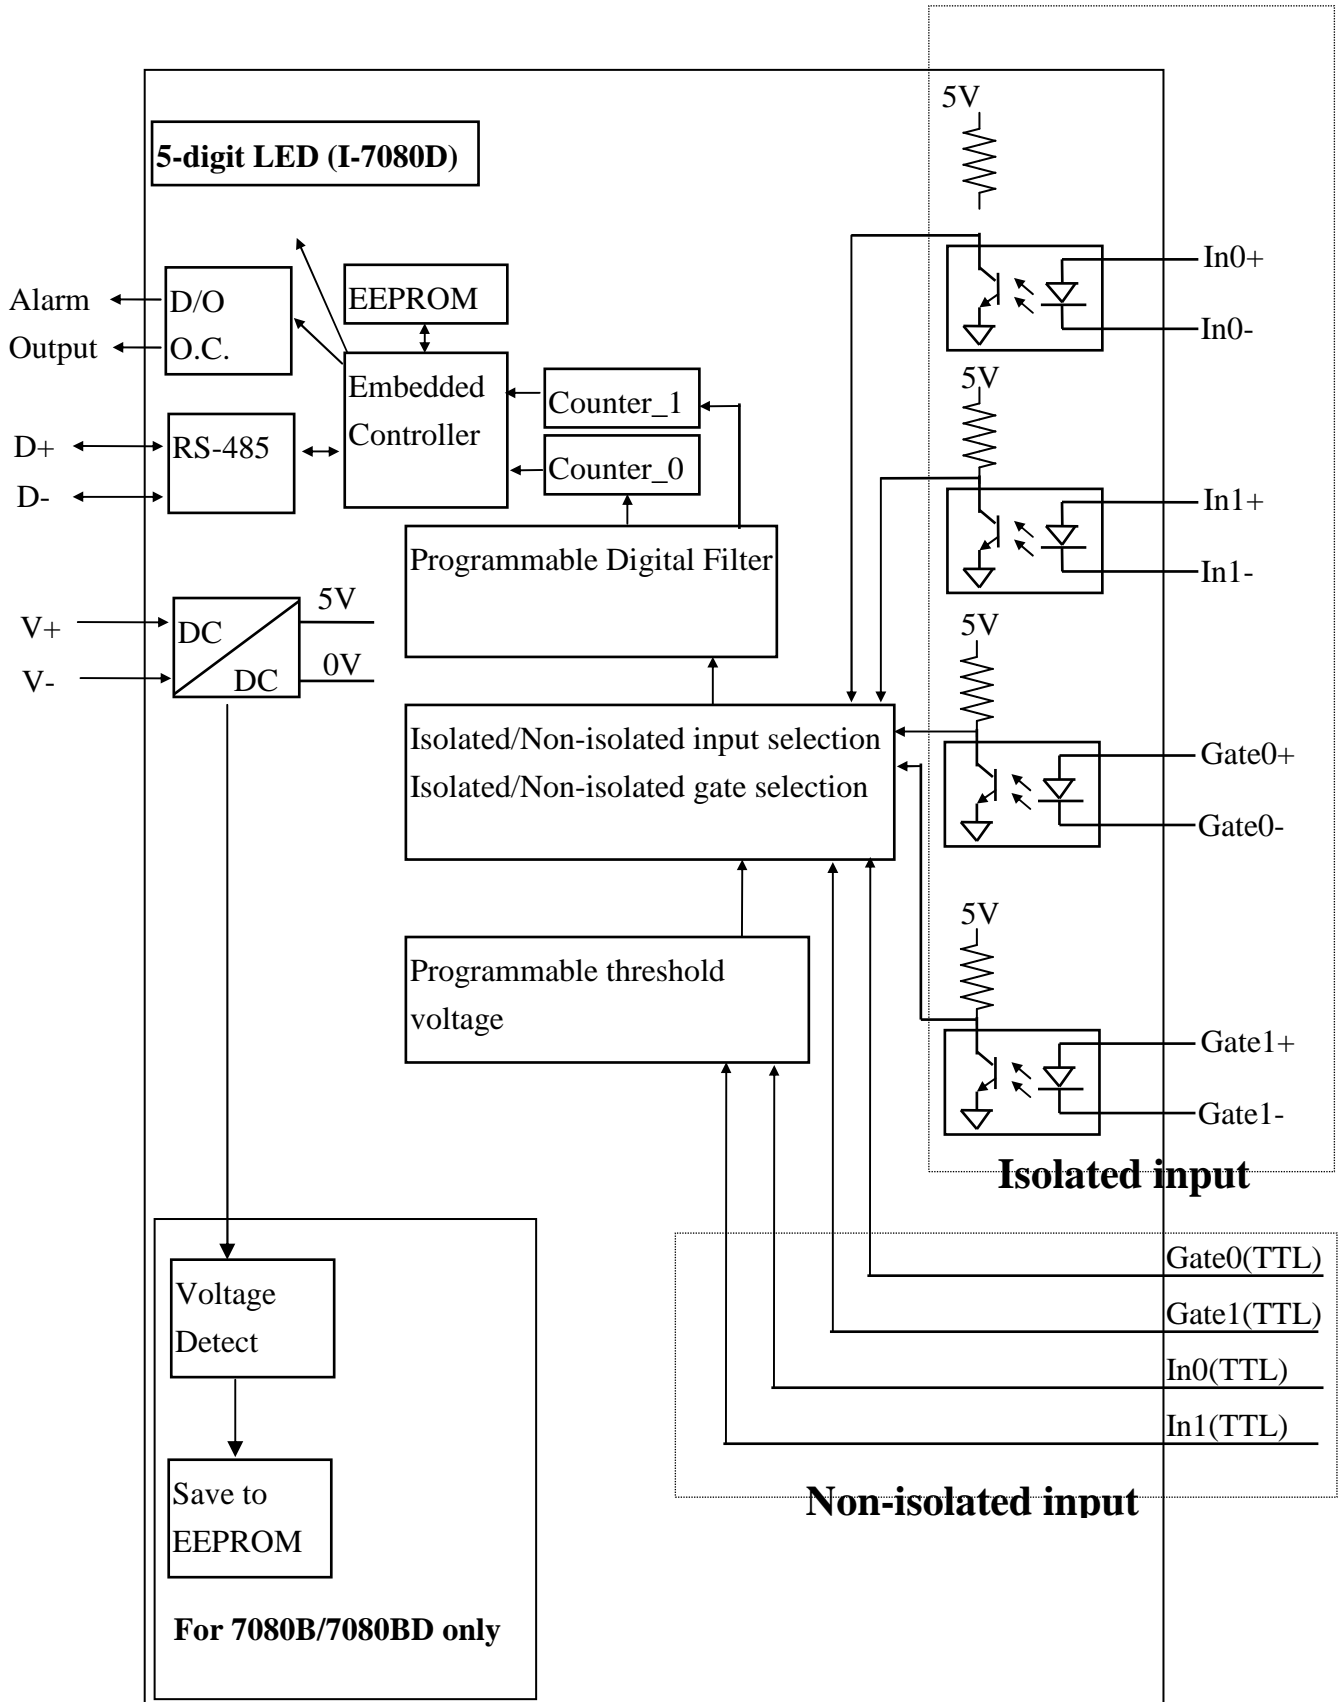 5V
5-digit LED (I-7080D)
In0+
In0-
Alarm
Output
D/O
O.C.
EEPROM
Embedded
Controller
Counter_1
Counter_0
5V
D+
D-
RS-485
In1+
In1-
Programmable Digital Filter
V+
V-
DC
DC
5V
0V
5V
Isolated/Non-isolated input selection
Isolated/Non-isolated gate selection
Gate0+
Gate0-
5V
Programmable threshold
voltage
Gate1+
Gate1-
Isolated input
Voltage
Detect
Gate0(TTL)
Gate1(TTL)
In0(TTL)
In1(TTL)
Save to
EEPROM
Non-isolated input
For 7080B/7080BD only